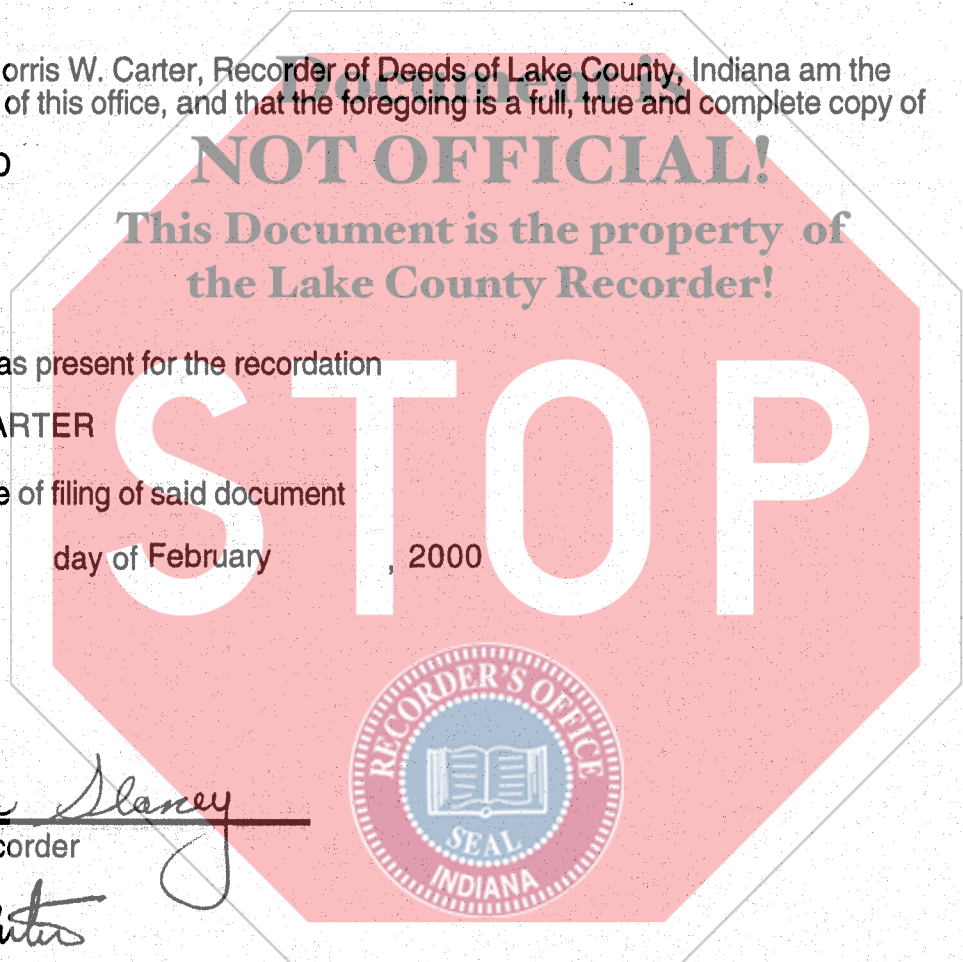 orris W. Carter, Recorder of Deeds of Lake County, Indiana am the
Document is
of this office, and that the foregoing is a full, true and complete copy of
NOT OFFICIAL!
This Document is the property of
the Lake County Recorder!
as present for the recordation
ARTER
e of filing of said document
day of February , 2000
STOP
RECORDER'S OFFICE
SEAL
INDIANA
Slaney
corder